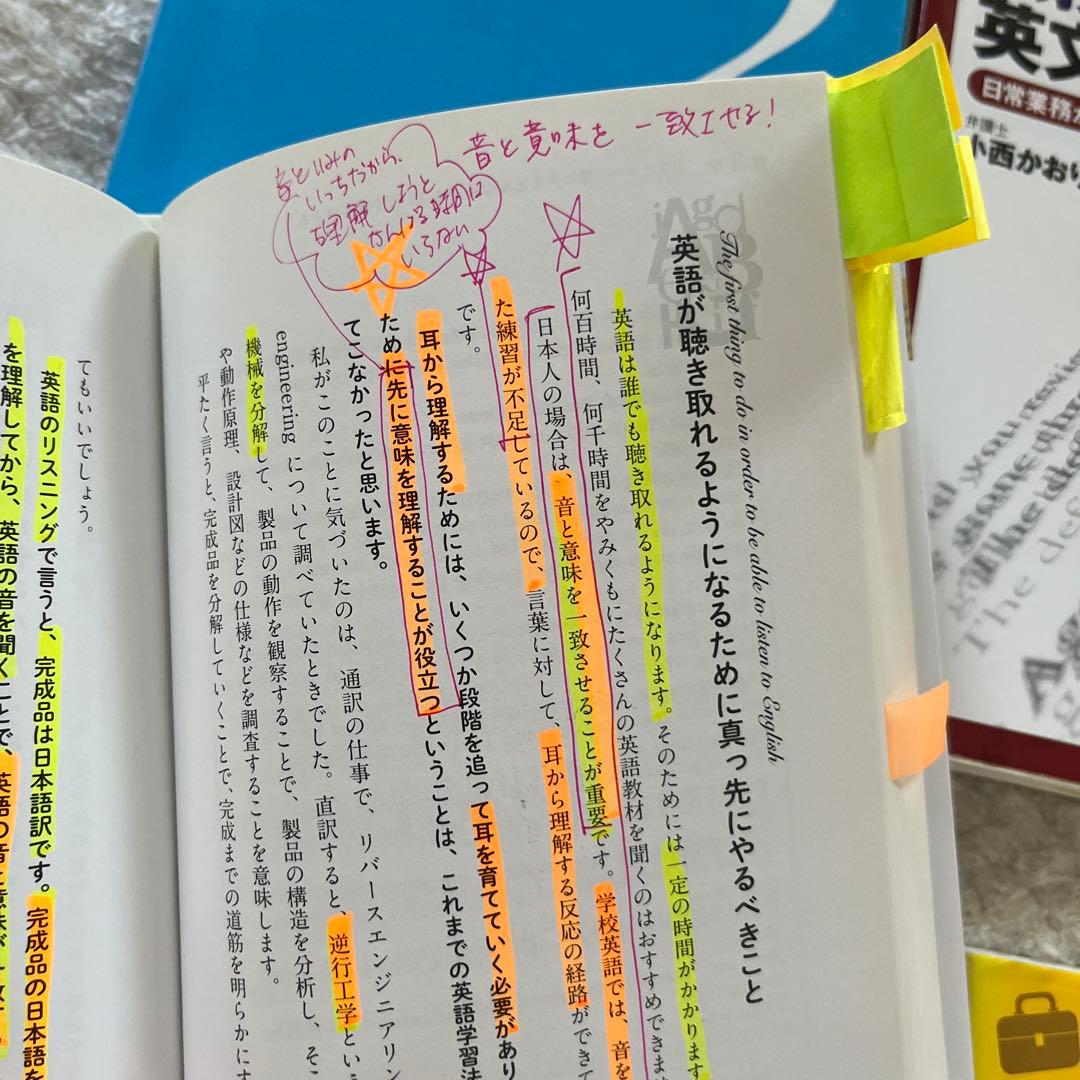 音と意味を一致させる!
音といみの
いっちだから、
理解しようと
がんばる時間は
いらない
The first thing to do in order to be able to listen to English
英語が聴き取れるようになるために真っ先にやるべきこと
英語は誰でも聴き取れるようになります。そのためには一定の時間がかかります
何百時間、何千時間をやみくもにたくさんの英語教材を聞くのはおすすめできま
日本人の場合は、音と意味を一致させることが重要です。学校英語では、音を
た練習が不足しているので、言葉に対して、耳から理解する反応の経路ができて
です。
耳から理解するためには、いくつか段階を追って耳を育てていく必要があり
ために先に意味を理解することが役立つということは、これまでの英語学習法
てこなかったと思います。
私がこのことに気づいたのは、通訳の仕事で、リバースエンジニアリン
engineering について調べていたときでした。直訳すると、逆行工学とい
機械を分解して、製品の動作を観察することで、製品の構造を分析し、そこ
や動作原理、設計図などの仕様などを調査することを意味します。
平たく言うと、完成品を分解していくことで、完成までの道筋を明らかにす
てもいいでしょう。
英語のリスニングで言うと、完成品は日本語訳です。完成品の日本語を
を理解してから、英語の音を聞くことで、英語の音と意味が一致
英文
日常業務か
弁護士
小西かおり